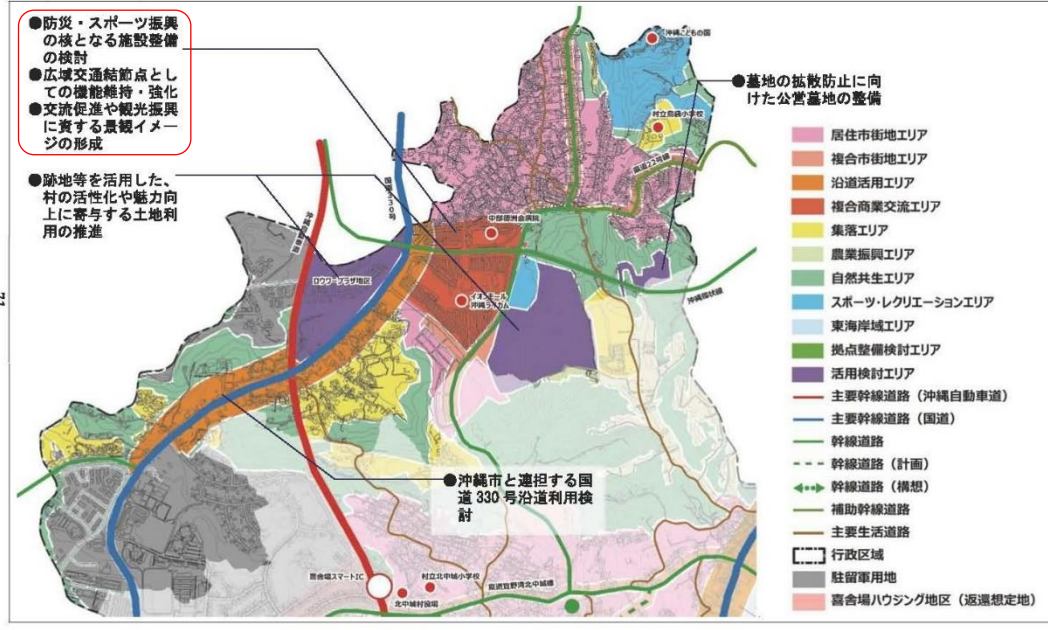 ●防災・スポーツ振興
の核となる施設整備
の検討
●広域交通結節点とし
ての機能維持・強化
●交流促進や観光振興
に資する景観イメー
ジの形成
●跡地等を活用した、
村の活性化や魅力向
上に寄与する土地利
用の推進
●墓地の拡散防止に向
けた公営墓地の整備
●沖縄市と連担する国
道330号沿道利用検
討
沖縄こどもの国
村立島袋小学校
県道22号線
国道330号
中部徳洲会病院
ロウワープラザ地区
イオンモール
沖縄ライカム
沖縄環状線
喜舎場スマートIC
村立北中城小学校
北中城村役場
県道宜野湾北中城線
居住市街地エリア
複合市街地エリア
沿道活用エリア
複合商業交流エリア
集落エリア
農業振興エリア
自然共生エリア
スポーツ・レクリエーションエリア
東海岸域エリア
拠点整備検討エリア
活用検討エリア
主要幹線道路（沖縄自動車道）
主要幹線道路（国道）
幹線道路
幹線道路（計画）
幹線道路（構想）
補助幹線道路
主要生活道路
行政区域
駐留軍用地
喜舎場ハウジング地区（返還想定地）
71